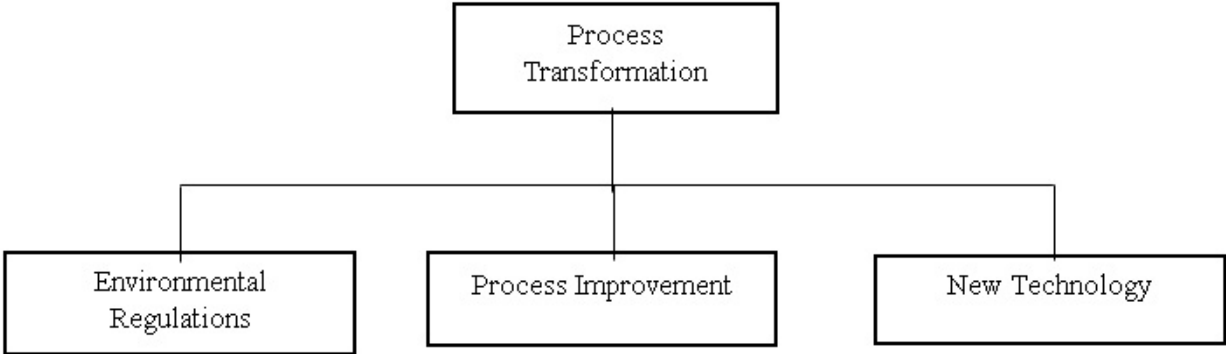 Process
Transformation
Environmental
Regulations
Process Improvement
New Technology